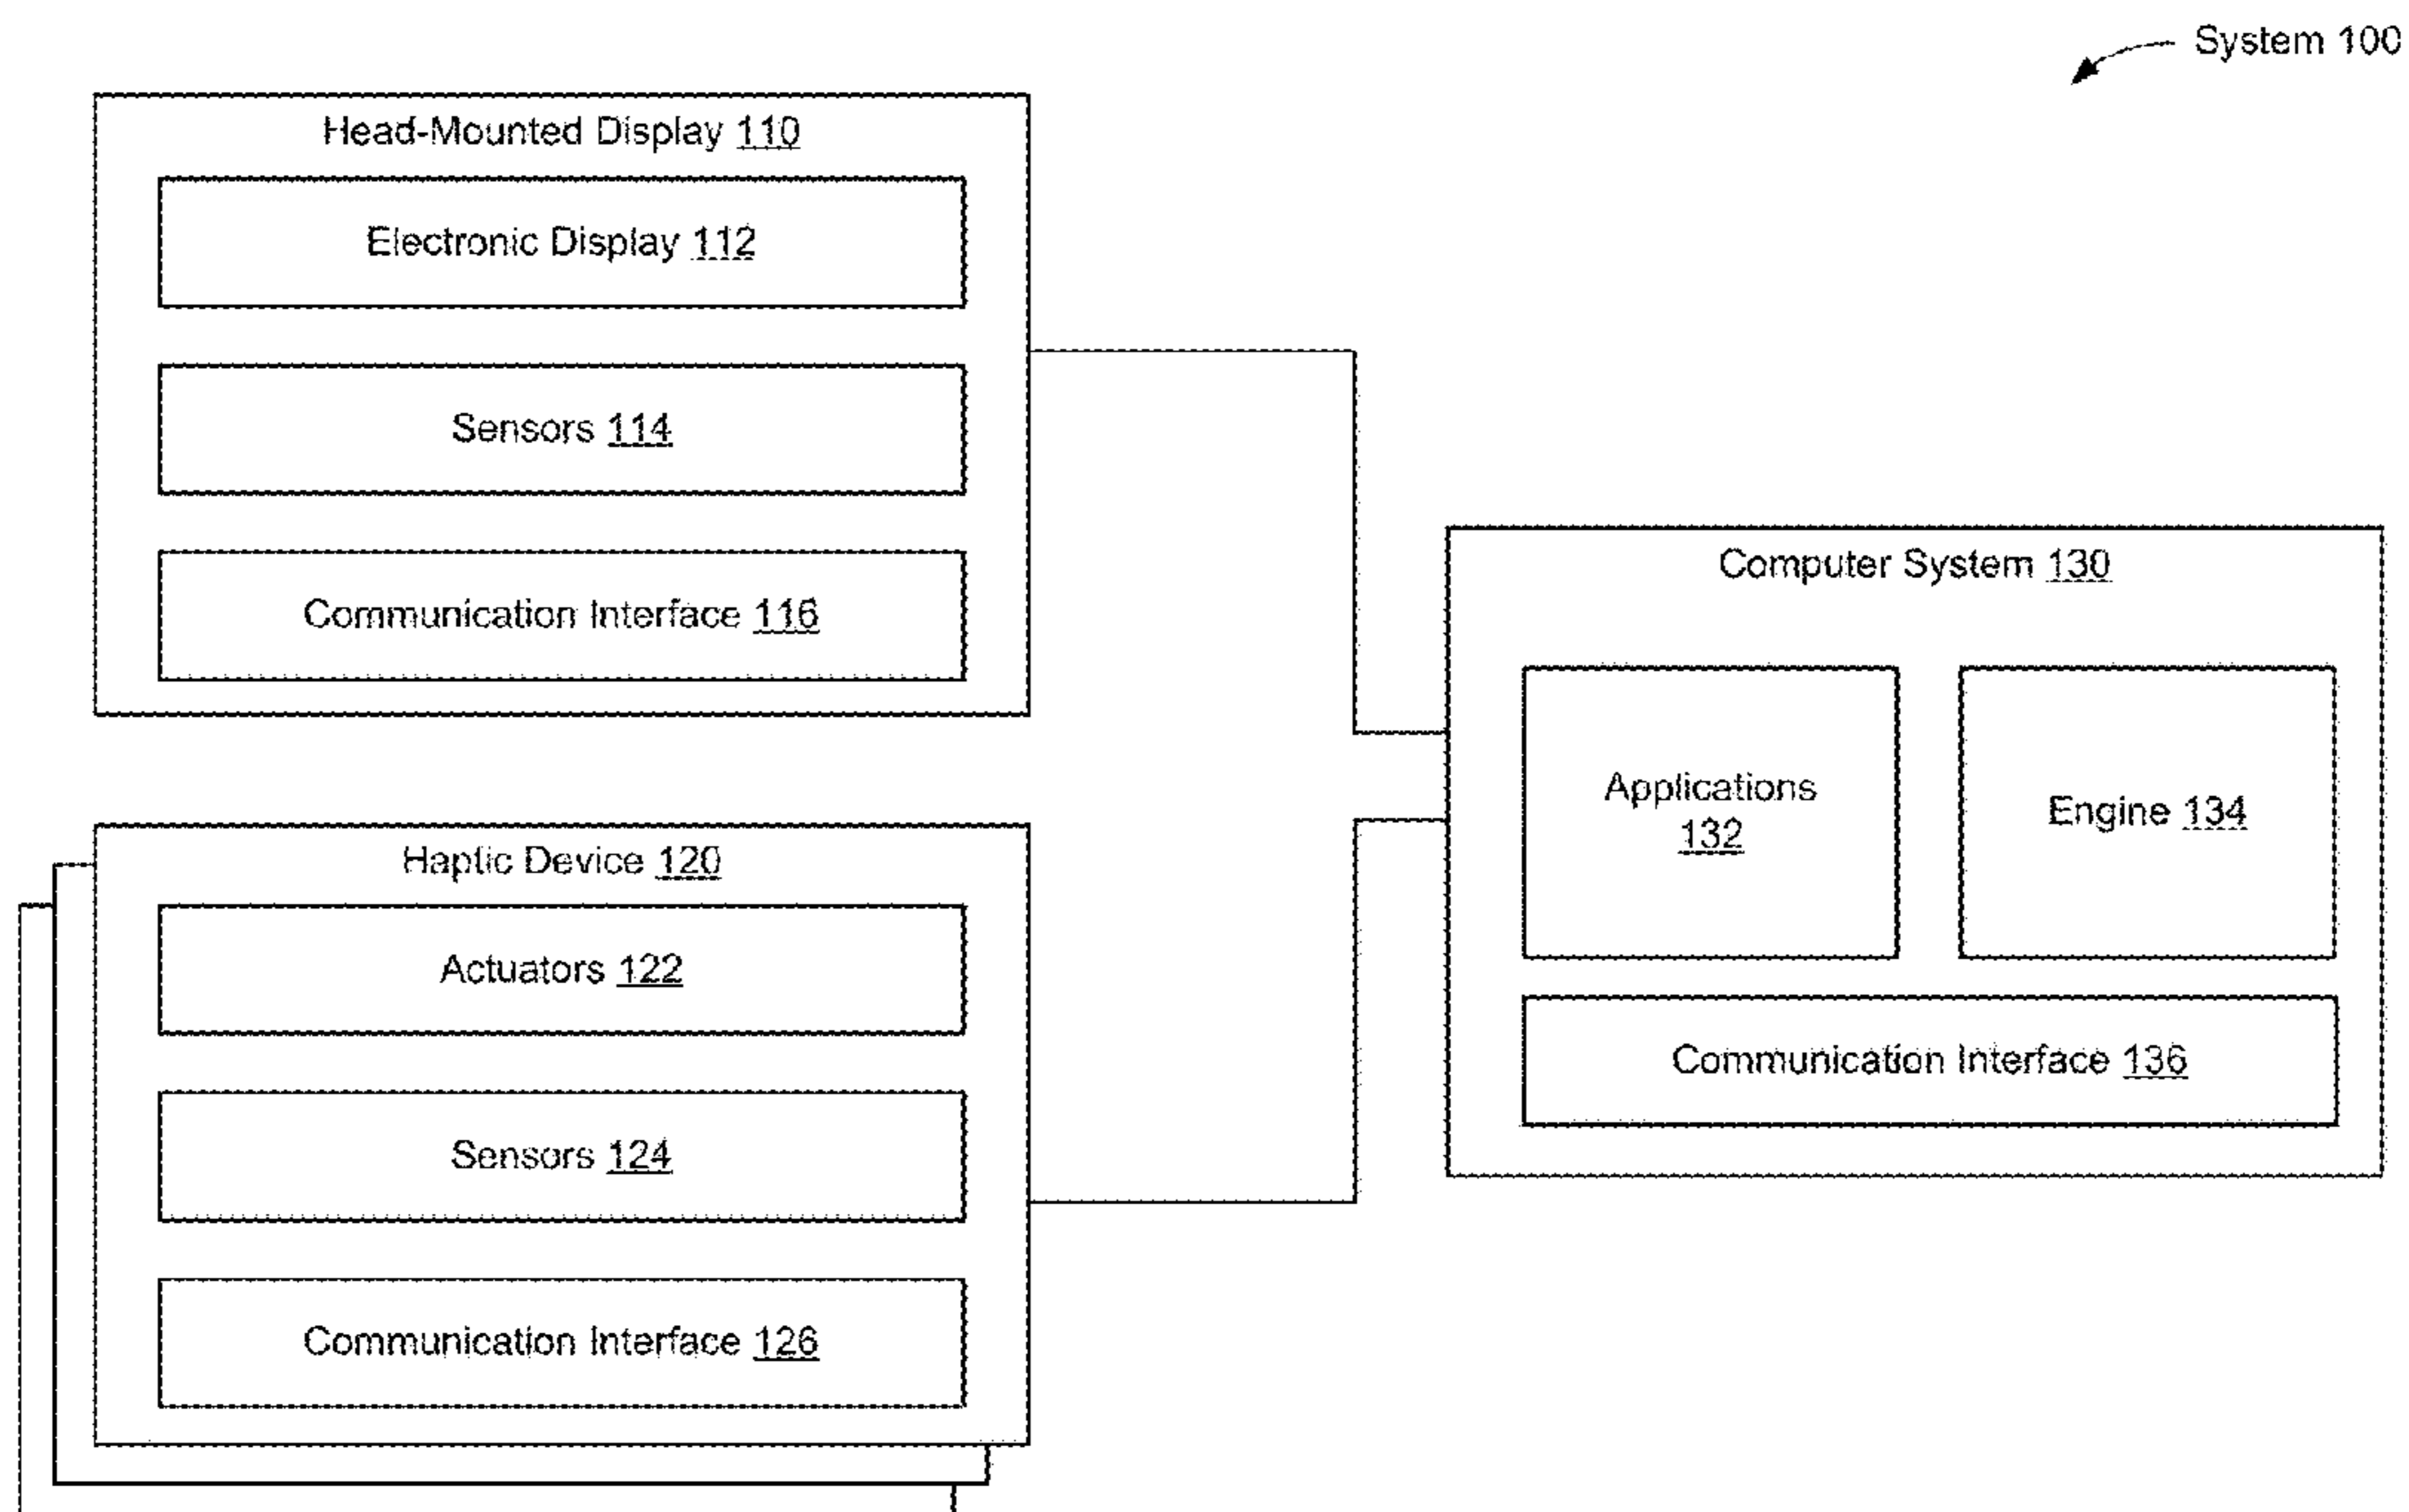 System 100
Head-Mounted Display 110
Electronic Display 112
Sensors 114
Communication Interface 116
Haptic Device 120
Actuators 122
Sensors 124
Communication Interface 126
Computer System 130
Applications
132
Engine 134
Communication Interface 136